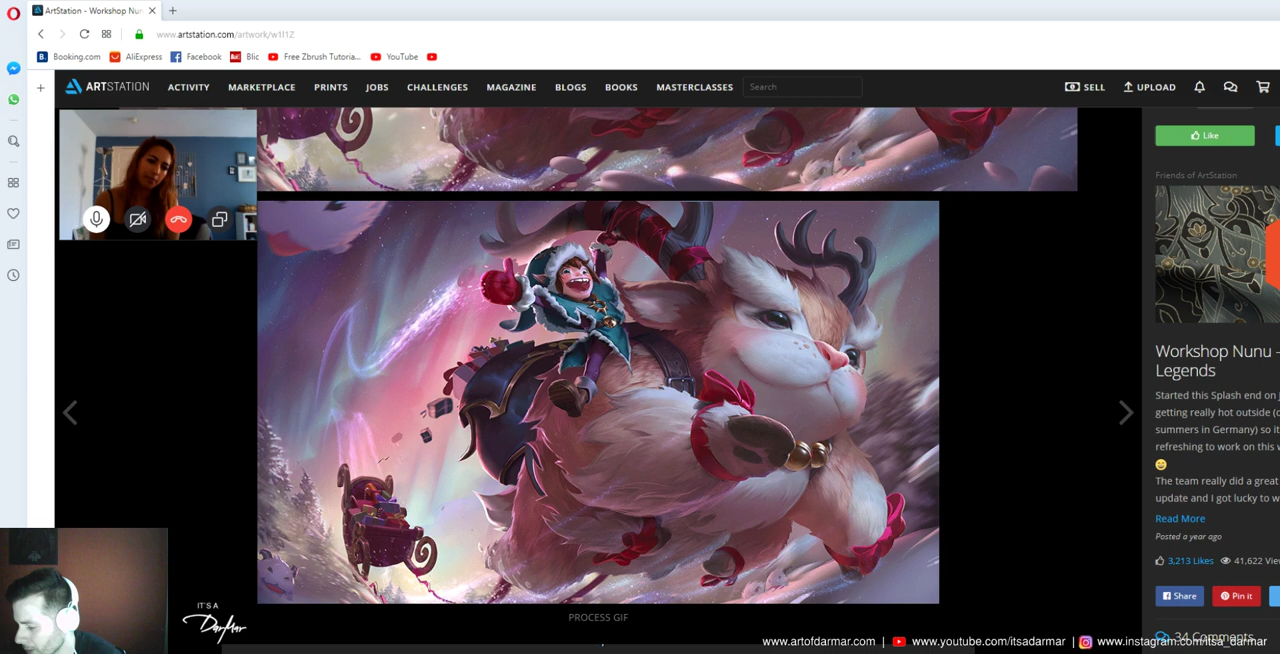 ArtStation - Workshop Nun
www.artstation.com/artwork/w1l1Z
Booking.com AliExpress Facebook Blic Free Zbrush Tutoria... YouTube
ARTSTATION ACTIVITY MARKETPLACE PRINTS JOBS CHALLENGES MAGAZINE BLOGS BOOKS MASTERCLASSES Search SELL UPLOAD
Like
Friends of ArtStation
Workshop Nunu -
Legends
Started this Splash end on J
getting really hot outside (o
summers in Germany) so it
refreshing to work on this w
The team really did a great
update and I got lucky to w
Read More
Posted a year ago
3,213 Likes 41,622 Vie
Share Pin it
34 Comments
PROCESS GIF
IT'S A
DarMar
www.artofdarmar.com | www.youtube.com/itsadarmar | www.instagram.com/itsa_darmar